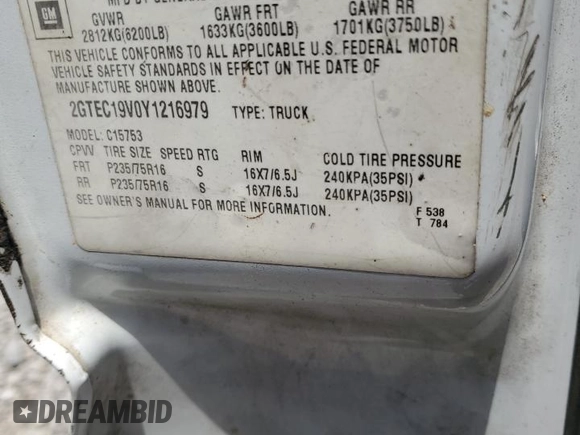 GM
GVWR GAWR FRT GAWR RR
2812KG(6200LB) 1633KG(3600LB) 1701KG(3750LB)
THIS VEHICLE CONFORMS TO ALL APPLICABLE U.S. FEDERAL MOTOR
VEHICLE SAFETY STANDARDS IN EFFECT ON THE DATE OF
MANUFACTURE SHOWN ABOVE.
2GTEC19V0Y1216979 TYPE: TRUCK
MODEL: C15753
CPVV TIRE SIZE SPEED RTG RIM COLD TIRE PRESSURE
FRT P235/75R16 S 16X7/6.5J 240KPA(35PSI)
RR P235/75R16 S 16X7/6.5J 240KPA(35PSI)
SEE OWNER'S MANUAL FOR MORE INFORMATION.
F 538
T 784
DREAMBID